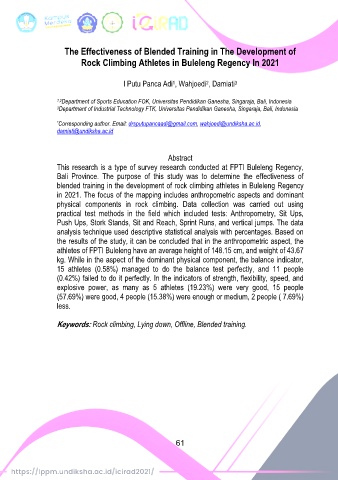 Kampus
Merdeka
iCiRAD
The Effectiveness of Blended Training in The Development of
Rock Climbing Athletes in Buleleng Regency In 2021
I Putu Panca Adi¹, Wahjoedi², Damiati³
¹,²Department of Sports Education FOK, Universitas Pendidikan Ganesha, Singaraja, Bali, Indonesia
³Department of Industrial Technology FTK, Universitas Pendidikan Ganesha, Singaraja, Bali, Indonesia
*Corresponding author. Email: drsputupancaadi@gmail.com, wahjoedi@undiksha.ac.id,
damiati@undiksha.ac.id
Abstract
This research is a type of survey research conducted at FPTI Buleleng Regency,
Bali Province. The purpose of this study was to determine the effectiveness of
blended training in the development of rock climbing athletes in Buleleng Regency
in 2021. The focus of the mapping includes anthropometric aspects and dominant
physical components in rock climbing. Data collection was carried out using
practical test methods in the field which included tests: Anthropometry, Sit Ups,
Push Ups, Stork Stands, Sit and Reach, Sprint Runs, and vertical jumps. The data
analysis technique used descriptive statistical analysis with percentages. Based on
the results of the study, it can be concluded that in the anthropometric aspect, the
athletes of FPTI Buleleng have an average height of 148.15 cm, and weight of 43.67
kg. While in the aspect of the dominant physical component, the balance indicator,
15 athletes (0.58%) managed to do the balance test perfectly, and 11 people
(0.42%) failed to do it perfectly. In the indicators of strength, flexibility, speed, and
explosive power, as many as 5 athletes (19.23%) were very good, 15 people
(57.69%) were good, 4 people (15.38%) were enough or medium, 2 people ( 7.69%)
less.
Keywords: Rock climbing, Lying down, Offline, Blended training.
61
https://lppm.undiksha.ac.id/icirad2021/